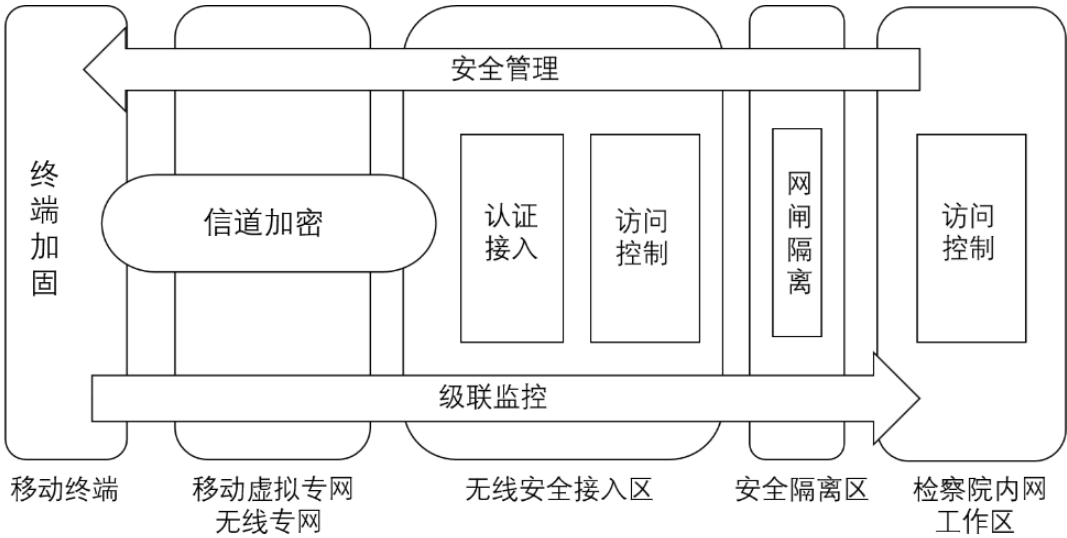 安全管理
终端加固
信道加密
认证
接入
访问
控制
网闸隔离
访问
控制
级联监控
移动终端
移动虚拟专网
无线专网
无线安全接入区
安全隔离区
检察院内网
工作区